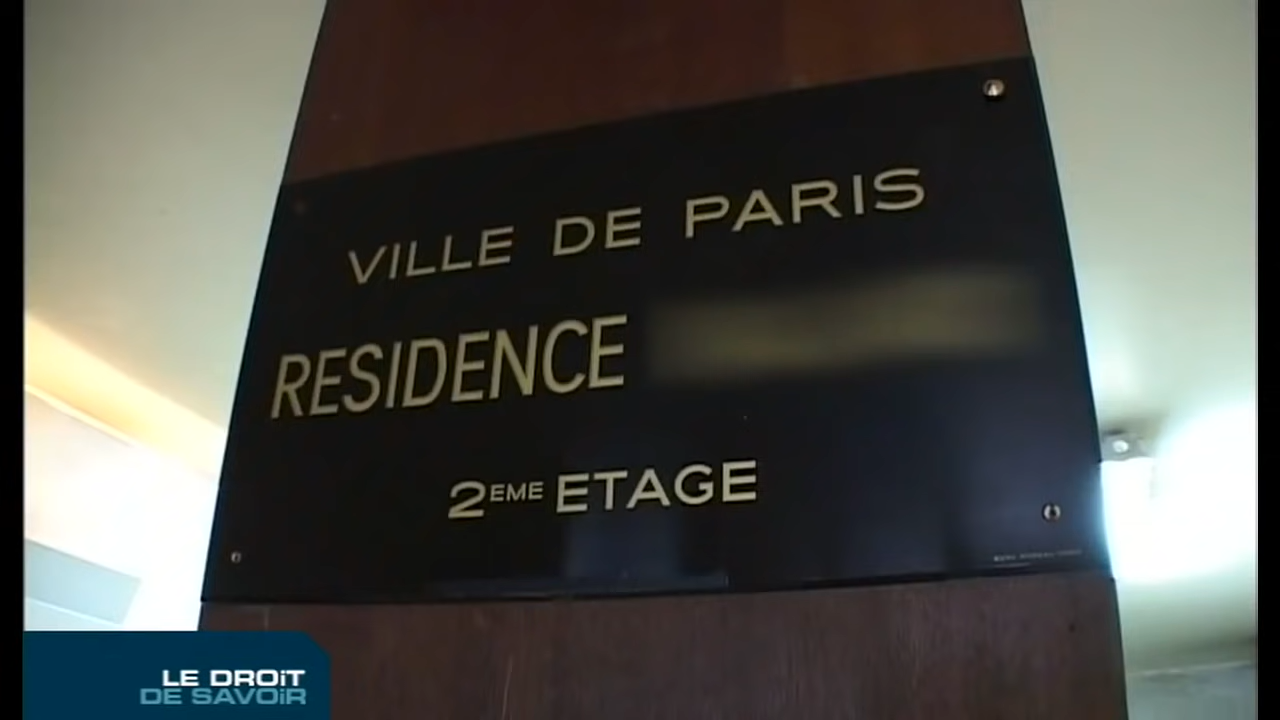 VILLE DE PARIS
RESIDENCE
2EME ETAGE
LE DROiT
DE SAVOiR